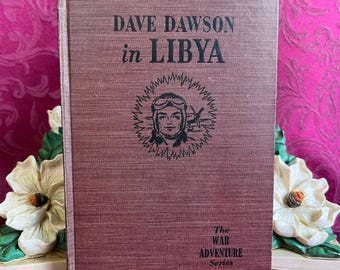 DAVE DAWSON
in LIBYA
The
WAR
ADVENTURE
Series